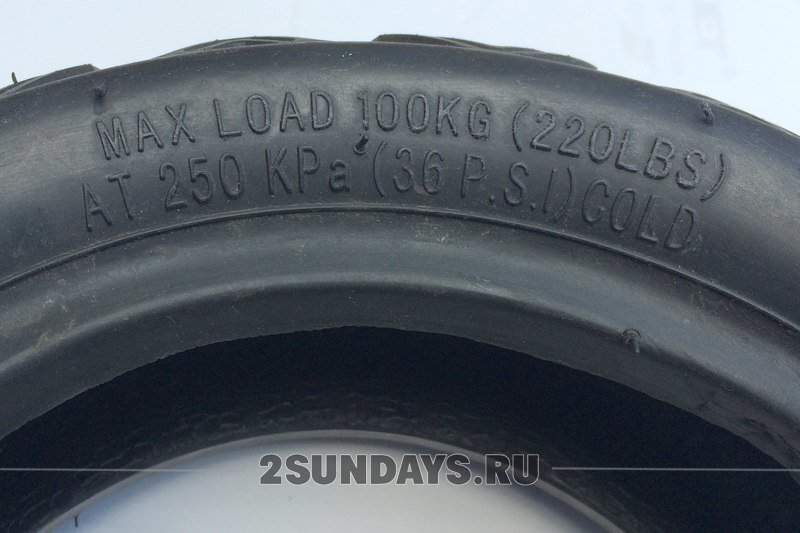 MAX LOAD 100KG (220LBS)
AT 250 KPa (36 P.S.I) COLD
2SUNDAYS.RU